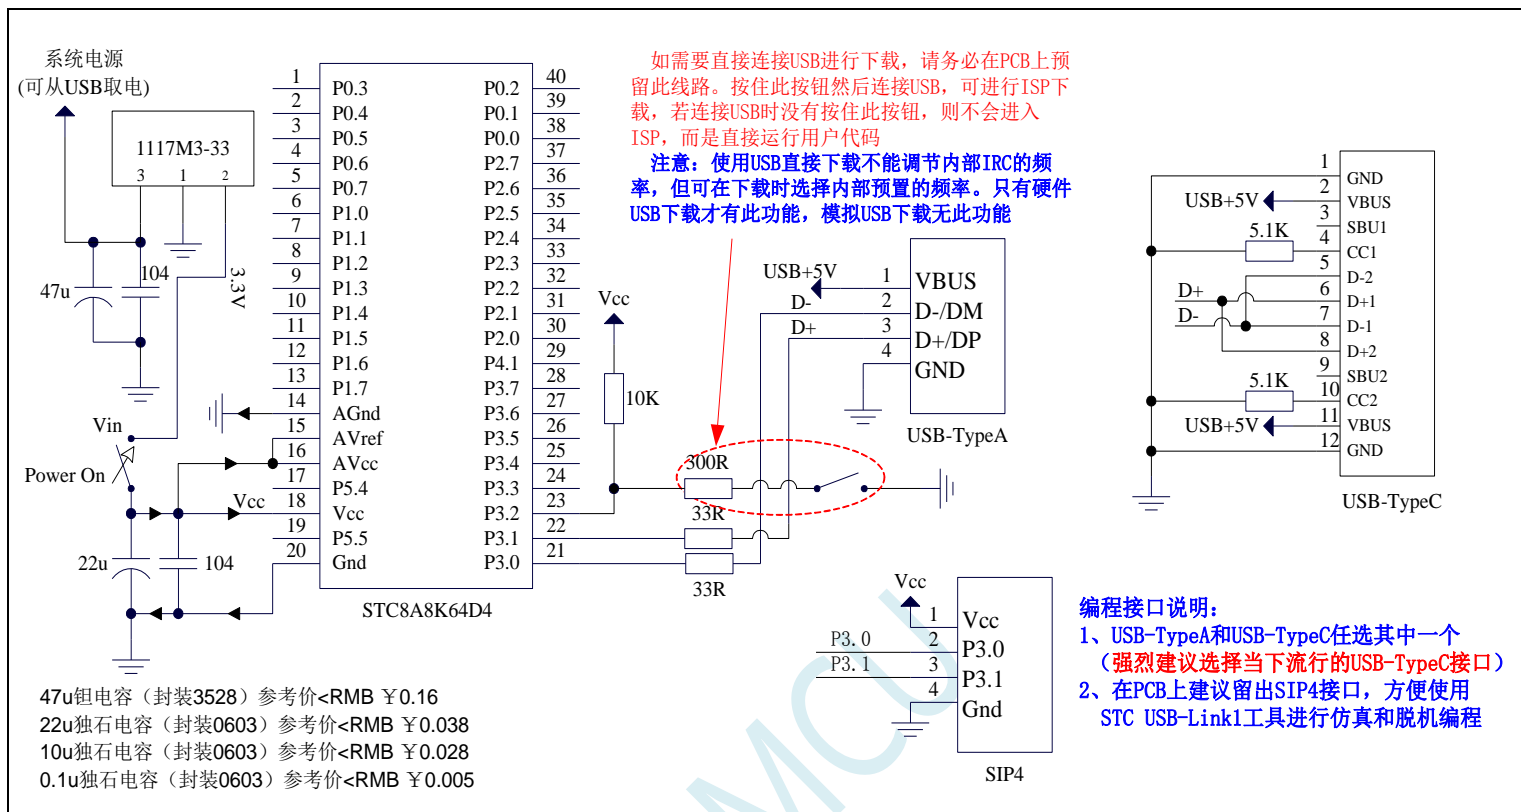 系统电源
(可从USB取电)
1117M3-33
3 1 2
47u
104
3.3V
Vin
Power On
Vcc
22u
104
1 P0.3 P0.2 40
2 P0.4 P0.1 39
3 P0.5 P0.0 38
4 P0.6 P2.7 37
5 P0.7 P2.6 36
6 P1.0 P2.5 35
7 P1.1 P2.4 34
8 P1.2 P2.3 33
9 P1.3 P2.2 32
10 P1.4 P2.1 31
11 P1.5 P2.0 30
12 P1.6 P4.1 29
13 P1.7 P3.7 28
14 AGnd P3.6 27
15 AVref P3.5 26
16 AVcc P3.4 25
17 P5.4 P3.3 24
18 Vcc P3.2 23
19 P5.5 P3.1 22
20 Gnd P3.0 21
STC8A8K64D4
如需要直接连接USB进行下载，请务必在PCB上预
留此线路。按住此按钮然后连接USB，可进行ISP下
载，若连接USB时没有按住此按钮，则不会进入
ISP，而是直接运行用户代码
注意：使用USB直接下载不能调节内部IRC的频
率，但可在下载时选择内部预置的频率。只有硬件
USB下载才有此功能，模拟USB下载无此功能
Vcc
10K
300R
33R
33R
USB+5V 1 VBUS
D- 2 D-/DM
D+ 3 D+/DP
4 GND
USB-TypeA
1 GND
USB+5V 2 VBUS
3 SBU1
5.1K 4 CC1
5 D-2
D+ 6 D+1
D- 7 D-1
8 D+2
9 SBU2
5.1K 10 CC2
USB+5V 11 VBUS
12 GND
USB-TypeC
Vcc 1 Vcc
P3.0 2 P3.0
P3.1 3 P3.1
4 Gnd
SIP4
编程接口说明：
1、USB-TypeA和USB-TypeC任选其中一个
（强烈建议选择当下流行的USB-TypeC接口）
2、在PCB上建议留出SIP4接口，方便使用
STC USB-Link1工具进行仿真和脱机编程
47u钽电容（封装3528）参考价<RMB ￥0.16
22u独石电容（封装0603）参考价<RMB ￥0.038
10u独石电容（封装0603）参考价<RMB ￥0.028
0.1u独石电容（封装0603）参考价<RMB ￥0.005
MCU